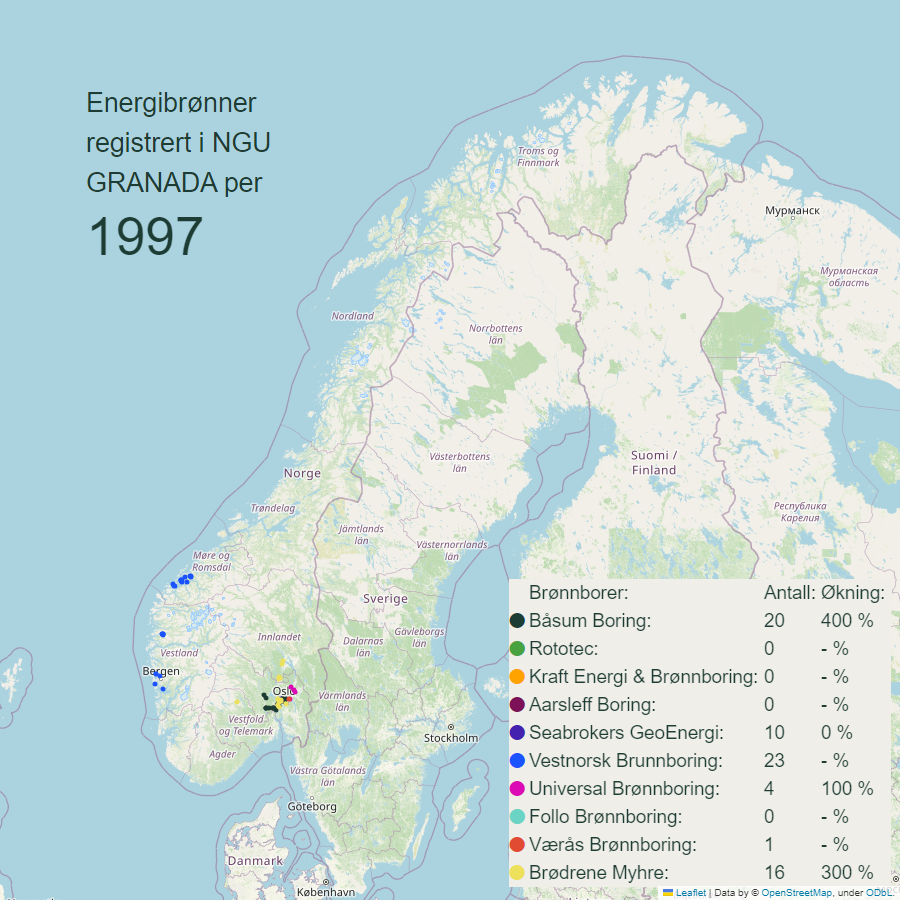 Energibrønner
registrert i NGU
GRANADA per
1997
Troms og
Finnmark
Мурманск
Мурманская
область
Nordland
Norrbottens
län
Västerbottens
län
Suomi /
Finland
Norge
Trøndelag
Республика
Карелия
Jämtlands
län
Västernorrlands
län
Møre og
Romsdal
Sverige
Innlandet
Gävleborgs
län
Dalarnas
län
Vestland
Bergen
Oslo
Värmlands
län
Vestfold
og Telemark
Agder
Stockholm
Västra Götalands
län
Göteborg
Danmark
København
Brønnborer: Antall: Økning:
Båsum Boring: 20 400 %
Rototec: 0 - %
Kraft Energi & Brønnboring: 0 - %
Aarsleff Boring: 0 - %
Seabrokers GeoEnergi: 10 0 %
Vestnorsk Brunnboring: 23 - %
Universal Brønnboring: 4 100 %
Follo Brønnboring: 0 - %
Værås Brønnboring: 1 - %
Brødrene Myhre: 16 300 %
Leaflet | Data by © OpenStreetMap, under ODbL.